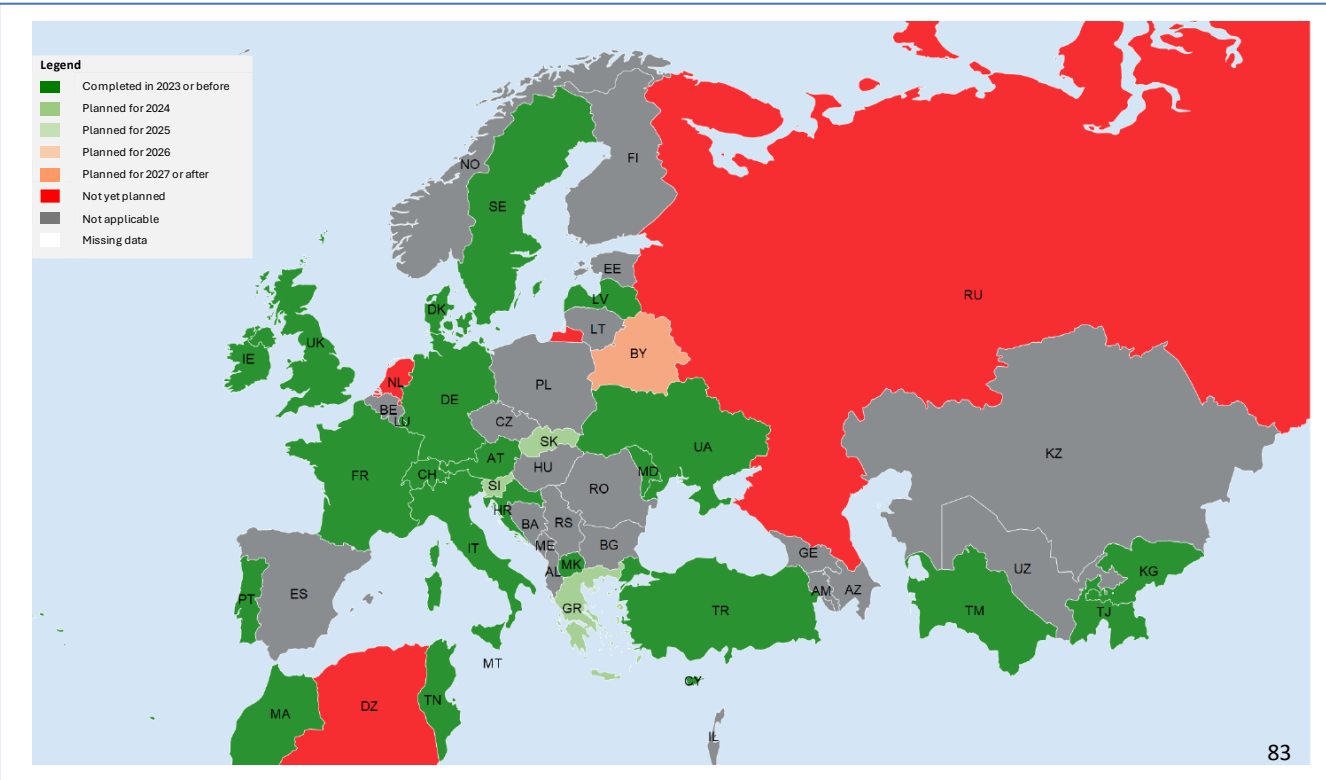 Legend
Completed in 2023 or before
Planned for 2024
Planned for 2025
Planned for 2026
Planned for 2027 or after
Not yet planned
Not applicable
Missing data
NO
FI
SE
EE
RU
LV
DK
LT
UK
IE
BY
NL
PL
DE
BE
LU
CZ
SK
UA
KZ
AT
HU
MD
FR
CH
SI
RO
HR
BA
RS
ME
BG
IT
GE
MK
AL
UZ
KG
AM
AZ
ES
PT
GR
TR
TM
TJ
MT
CY
TN
DZ
MA
IL
83